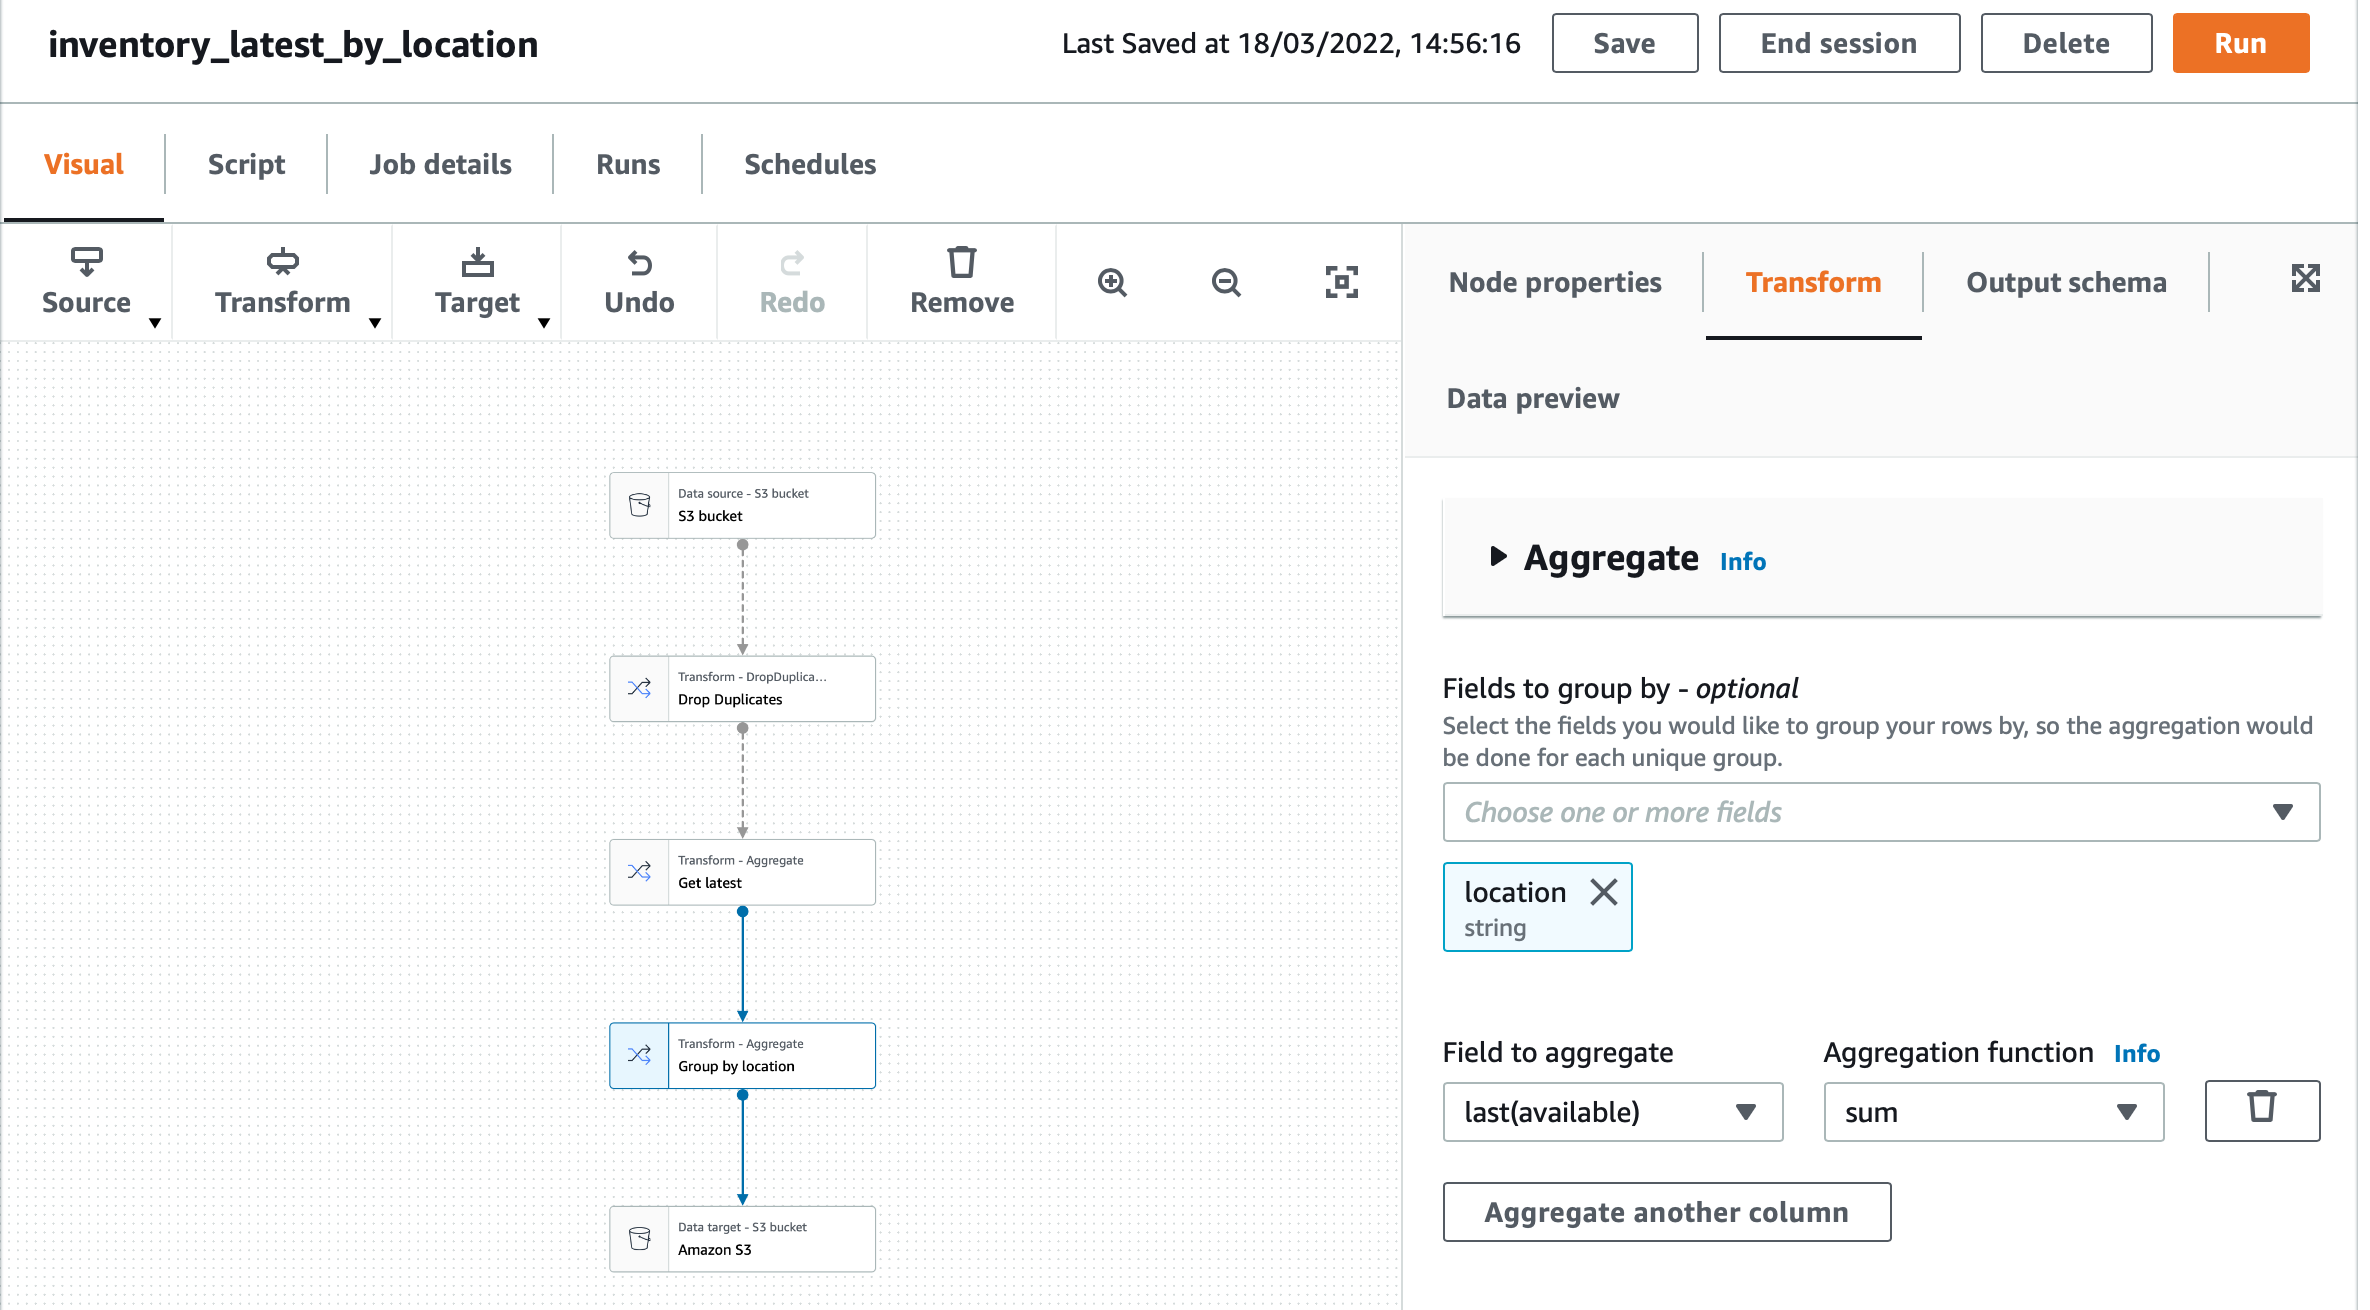 inventory_latest_by_location
Last Saved at 18/03/2022, 14:56:16
Save
End session
Delete
Run
Visual
Script
Job details
Runs
Schedules
Source
Transform
Target
Undo
Redo
Remove
Node properties
Transform
Output schema
Data preview
Data source - S3 bucket
S3 bucket
Transform - DropDuplica...
Drop Duplicates
Transform - Aggregate
Get latest
Transform - Aggregate
Group by location
Data target - S3 bucket
Amazon S3
Aggregate Info
Fields to group by - optional
Select the fields you would like to group your rows by, so the aggregation would
be done for each unique group.
Choose one or more fields
location
string
Field to aggregate
Aggregation function Info
last(available)
sum
Aggregate another column